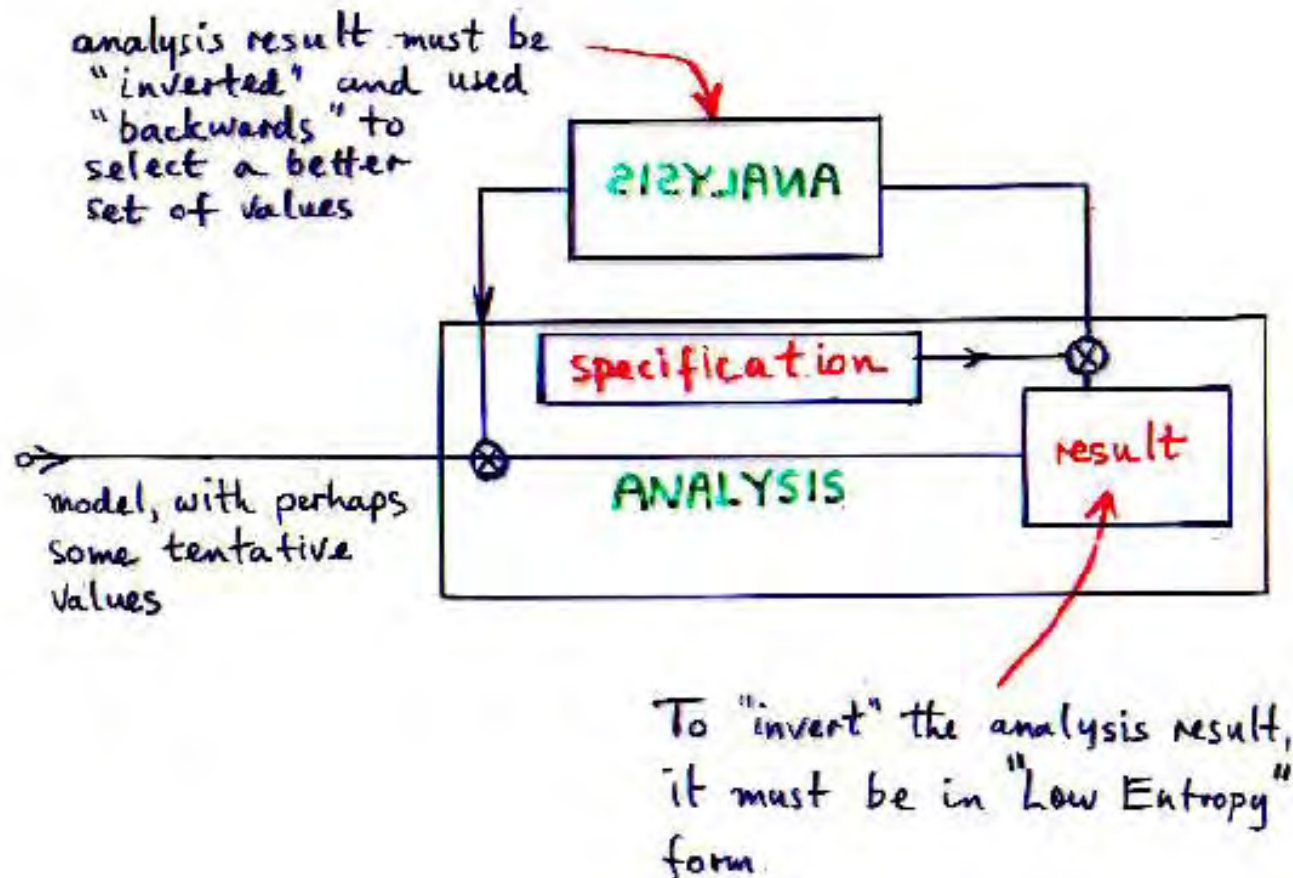 analysis result must be
"inverted" and used
"backwards" to
select a better
set of values
ANALYSIS
specification
result
ANALYSIS
model, with perhaps
some tentative
values
To "invert" the analysis result,
it must be in "Low Entropy"
form.